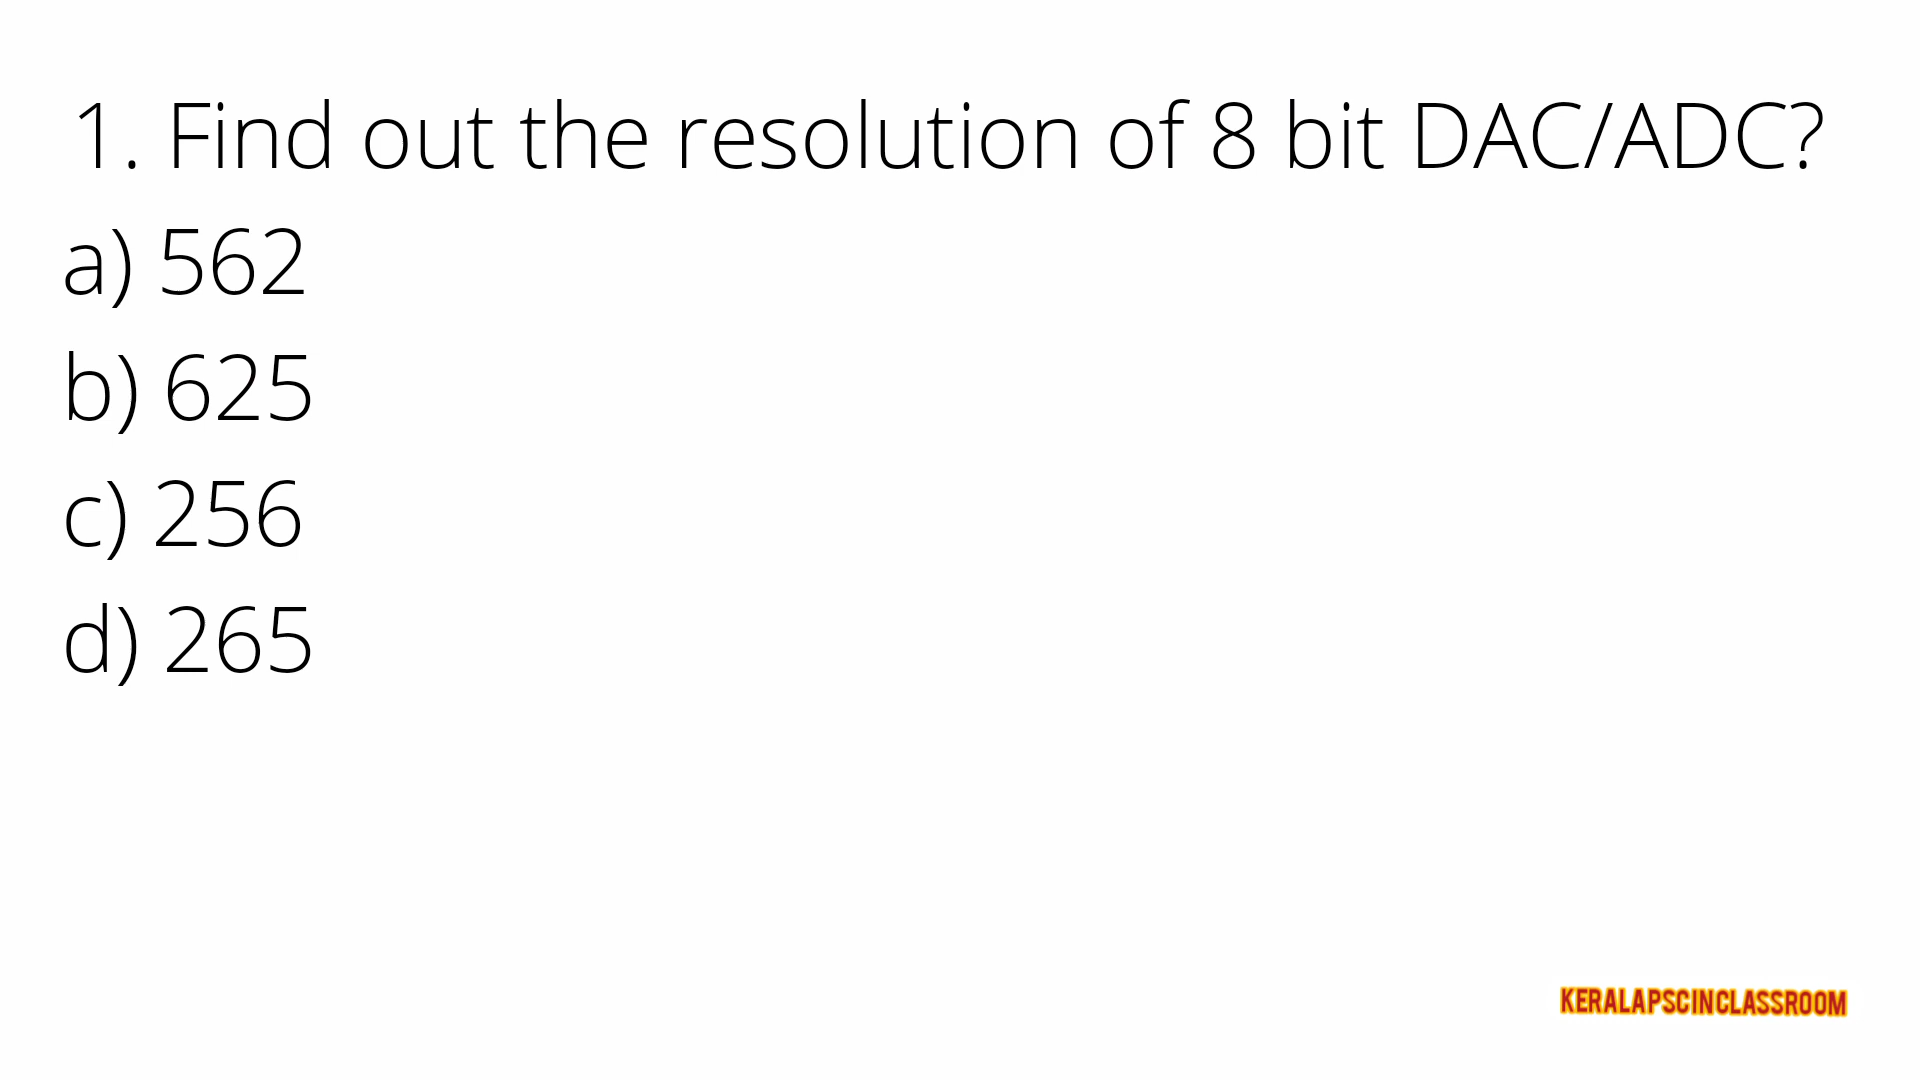 1. Find out the resolution of 8 bit DAC/ADC?
a) 562
b) 625
c) 256
d) 265
KERALAPSCINCLASSROOM